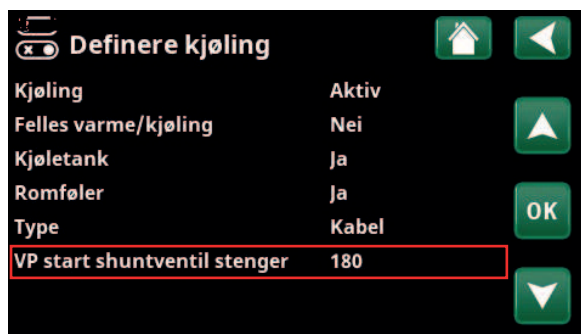 Definere kjøling
Kjøling Aktiv
Felles varme/kjøling Nei
Kjøletank Ja
Romføler Ja
Type Kabel
OK
VP start shuntventil stenger 180